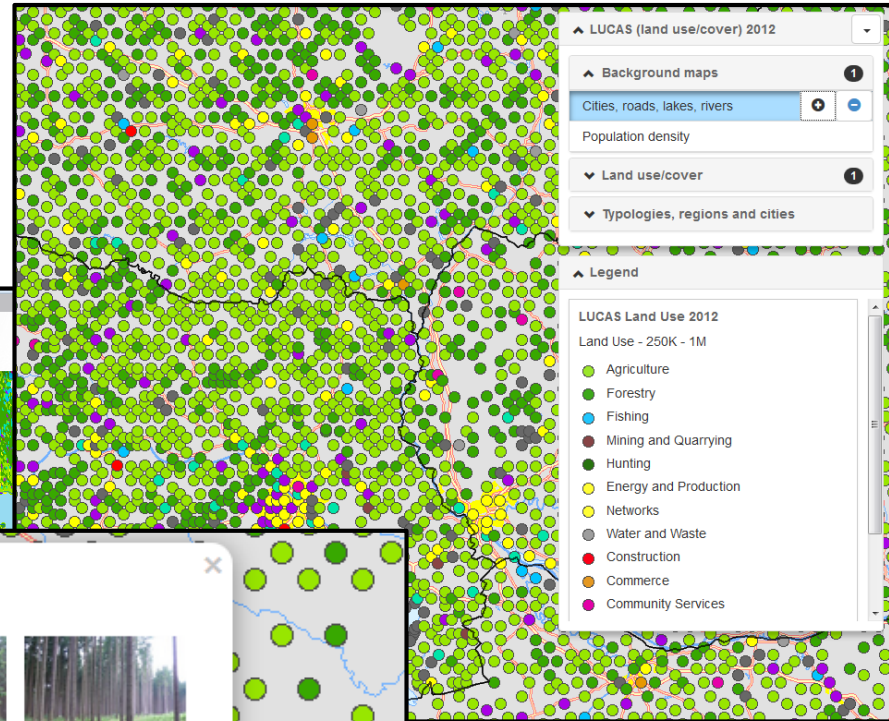 LUCAS (land use/cover) 2012
Background maps 1
Cities, roads, lakes, rivers
Population density
Land use/cover 1
Typologies, regions and cities
Legend
LUCAS Land Use 2012
Land Use - 250K - 1M
Agriculture
Forestry
Fishing
Mining and Quarrying
Hunting
Energy and Production
Networks
Water and Waste
Construction
Commerce
Community Services